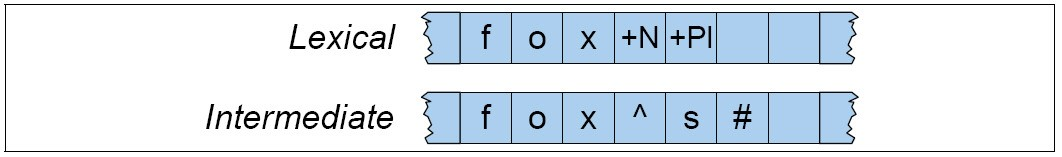 Lexical f o x +N +Pl
Intermediate f o x ^ s #